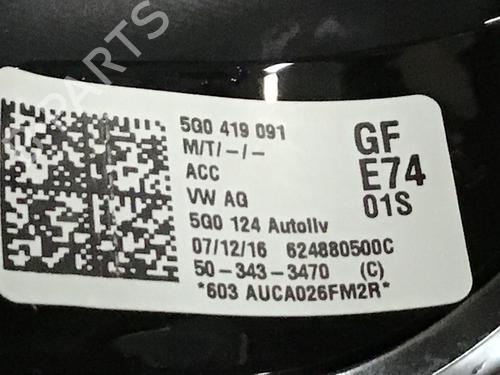 PARTS
5G0 419 091
M/T/-/-
ACC
VW AG
5G0 124 Autoliv
07/12/16 624880500C
50-343-3470 (C)
*603 AUCA026FM2R*
GF
E74
01S